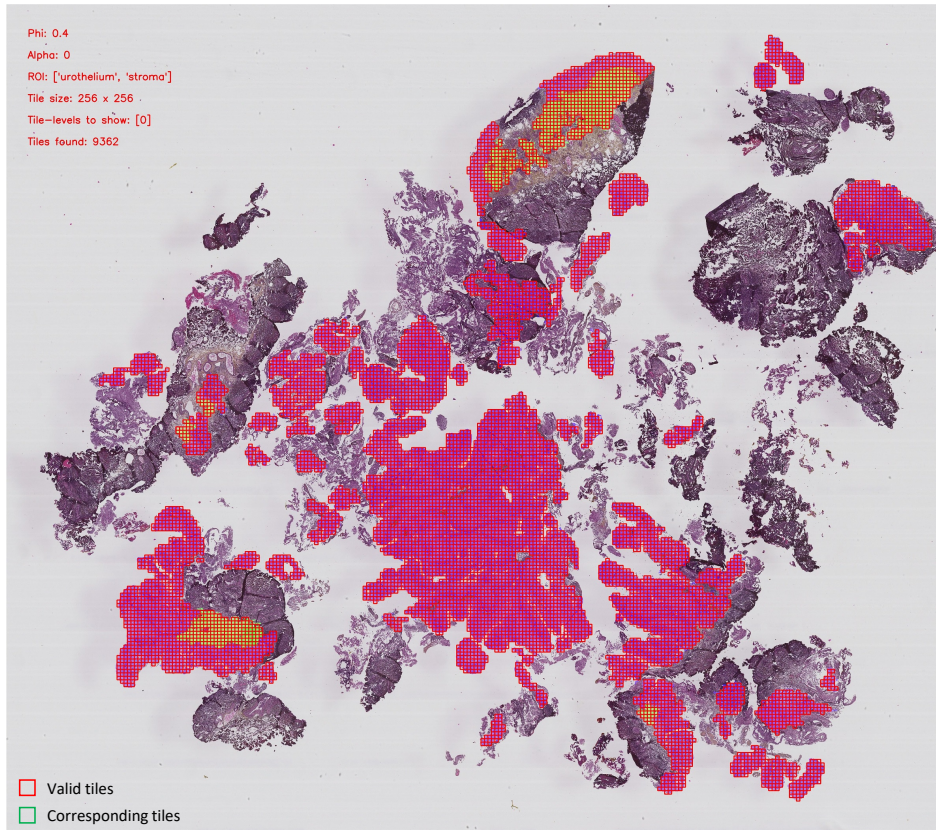 Phi: 0.4
Alpha: 0
ROI: ['urothelium', 'stroma']
Tile size: 256 x 256
Tile-levels to show: [0]
Tiles found: 9362
Valid tiles
Corresponding tiles